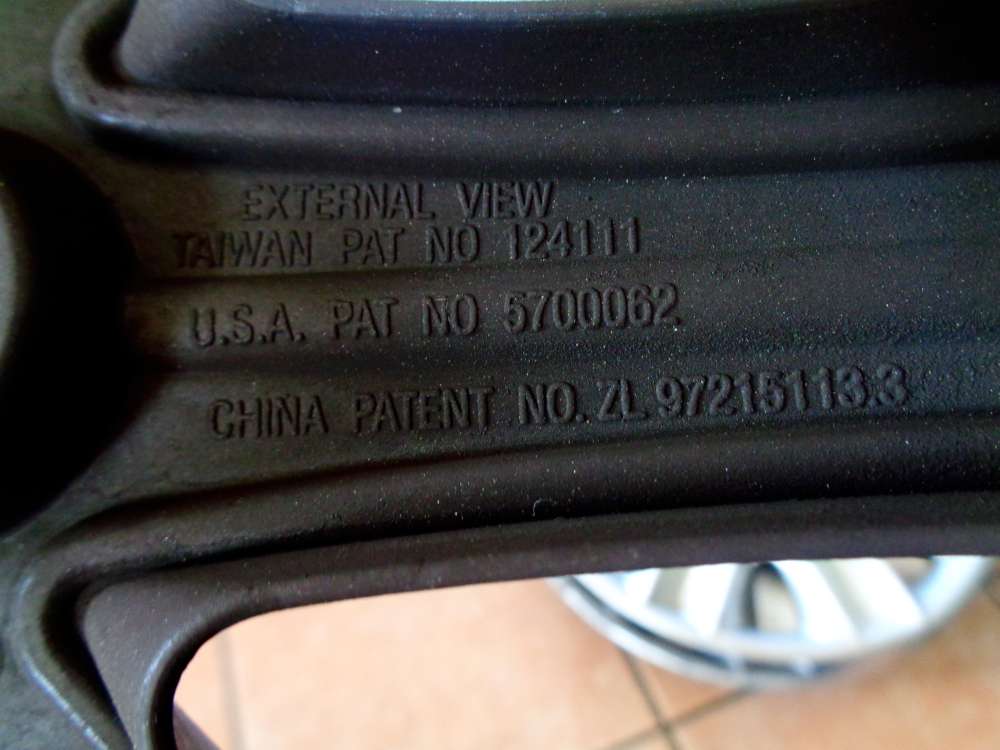 EXTERNAL VIEW
TAIWAN PAT NO 124111
U.S.A. PAT NO 5700062
CHINA PATENT NO. ZL 97215113.3